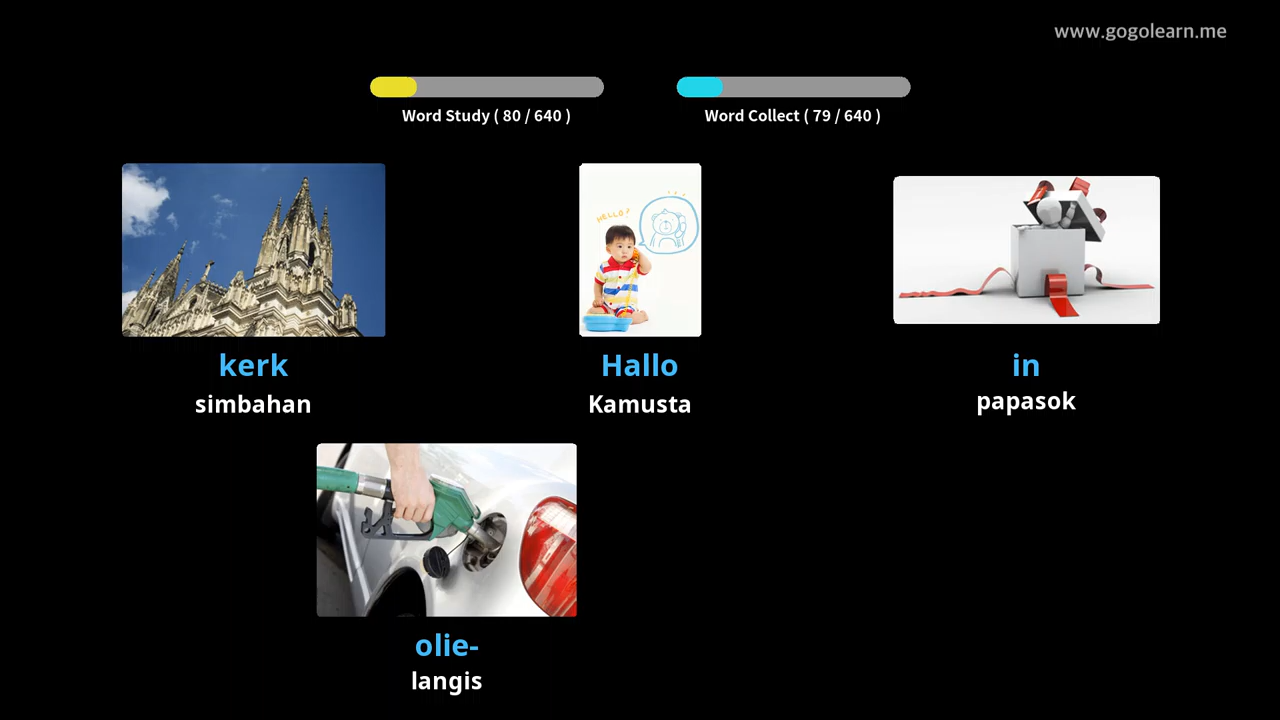 www.gogolearn.me
Word Study ( 80 / 640 )
Word Collect ( 79 / 640 )
HELLO?
kerk
simbahan
Hallo
Kamusta
in
papasok
olie-
langis